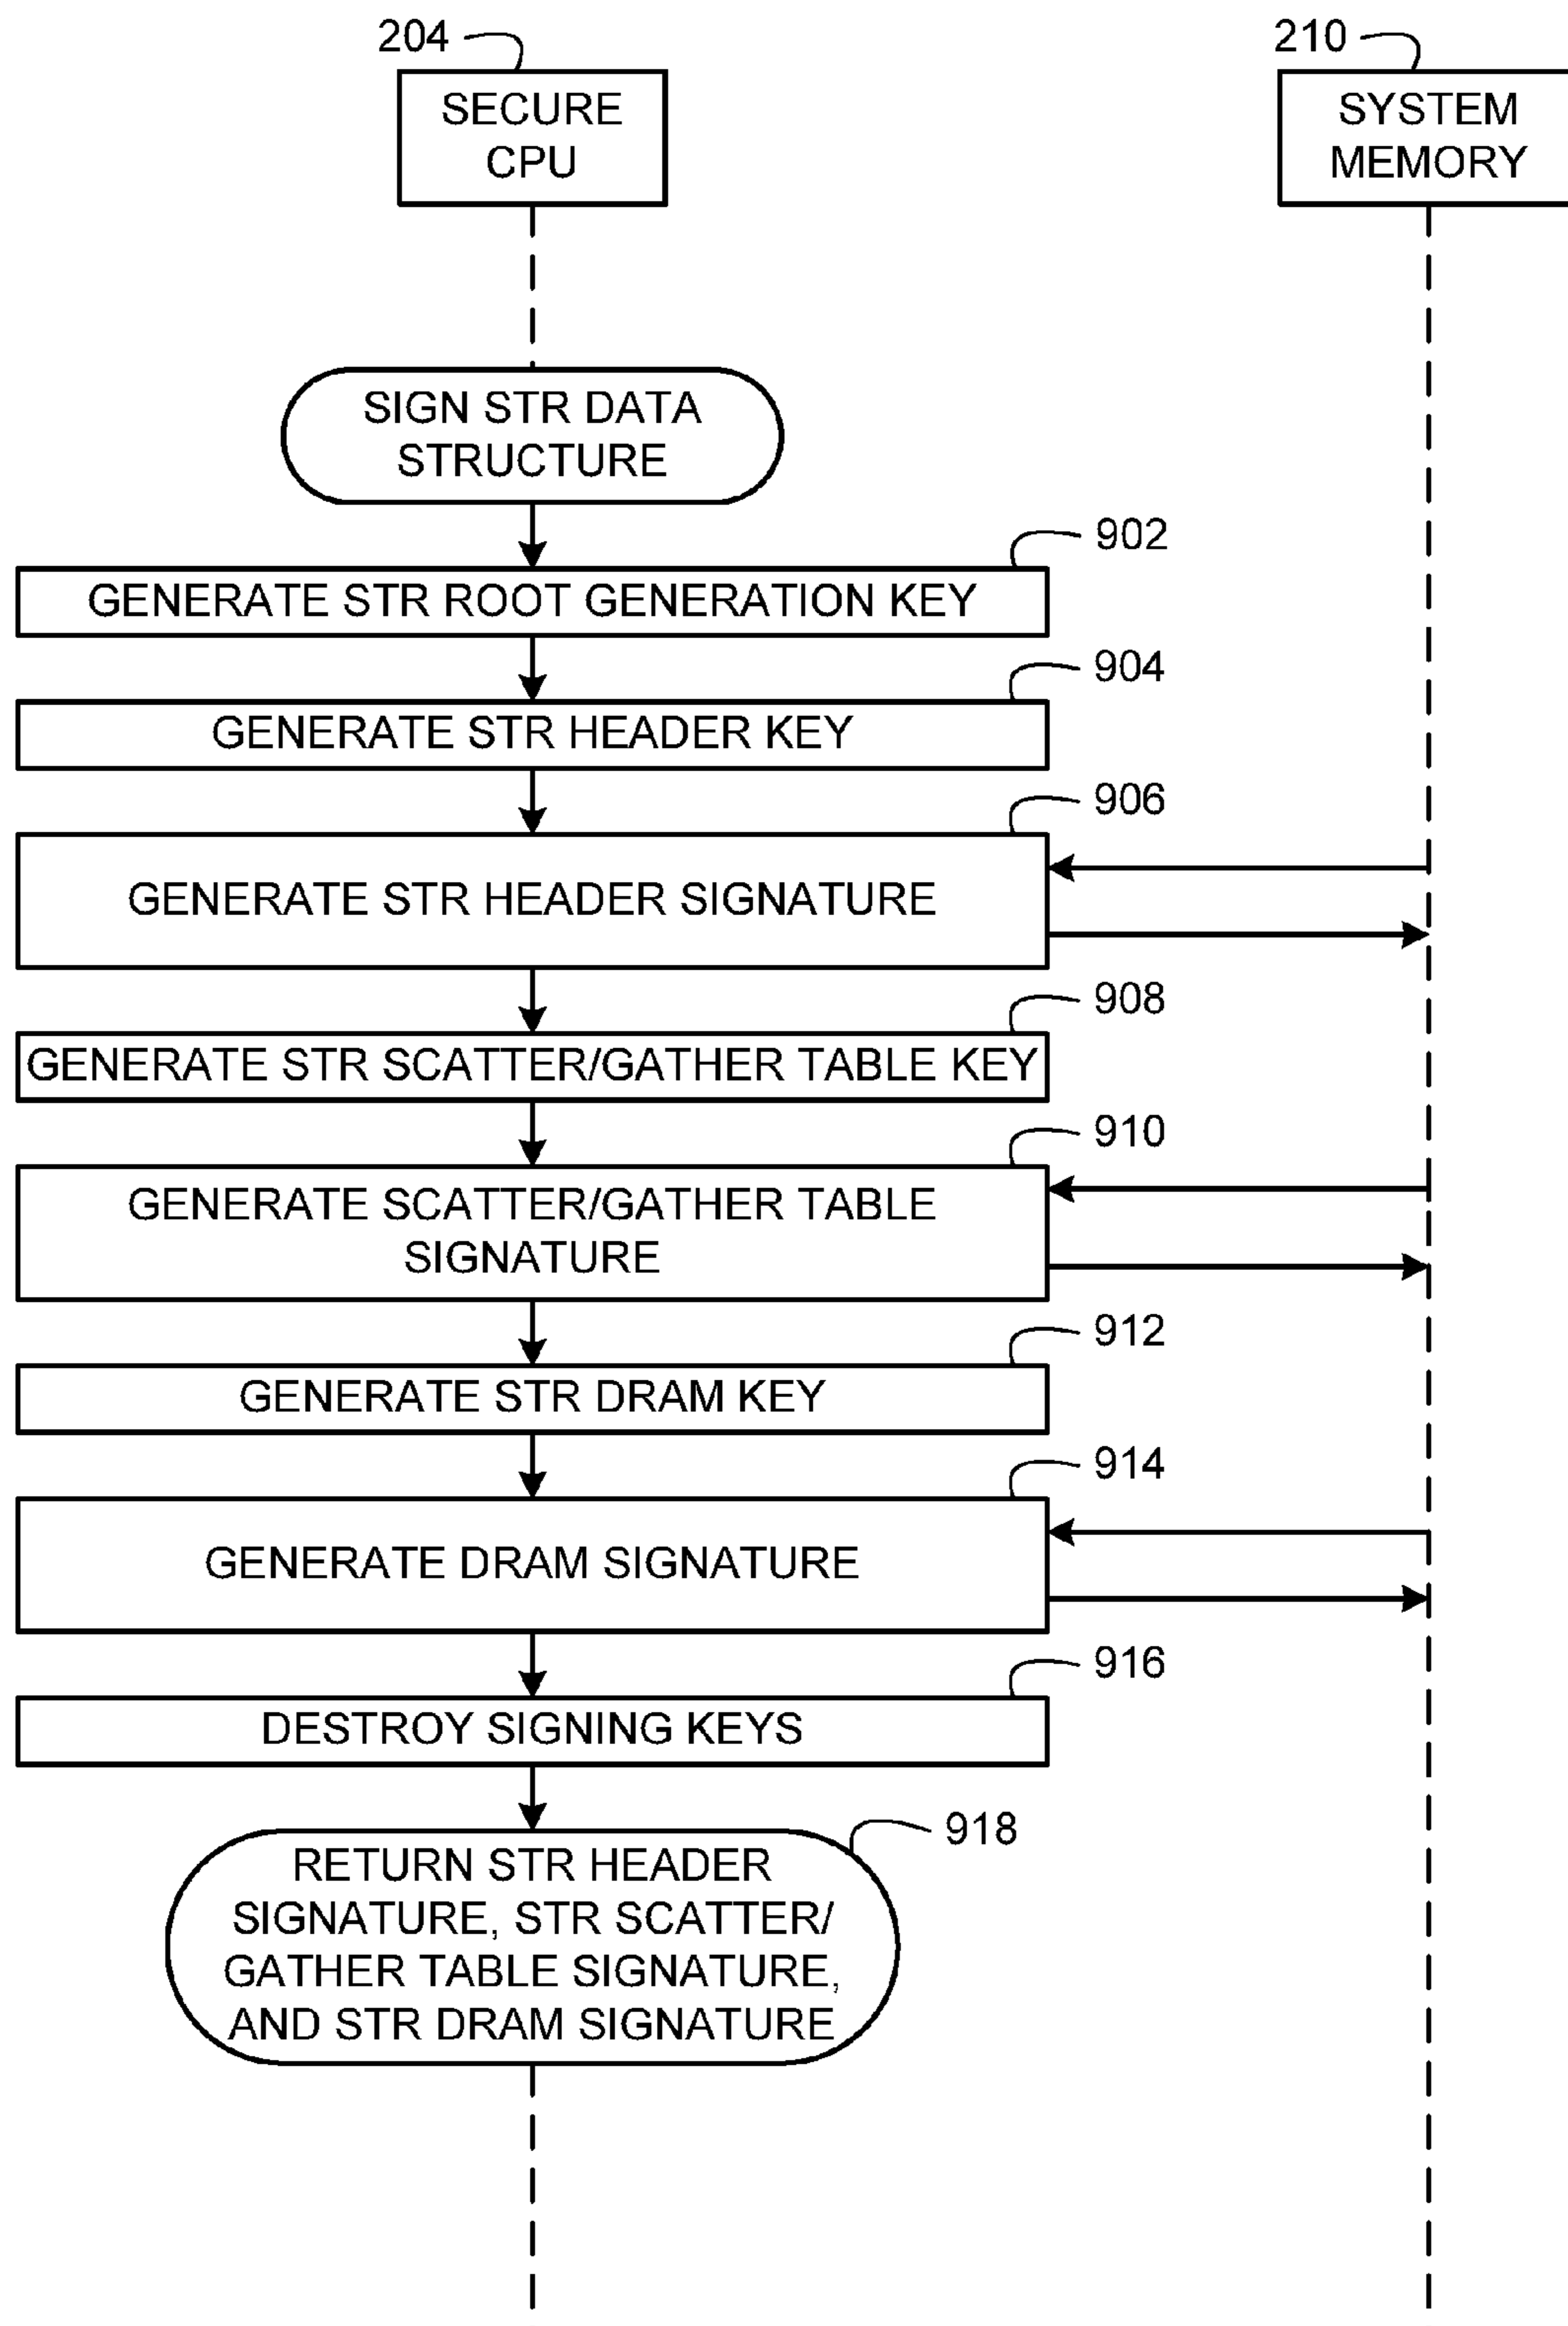 204
210
SECURE
CPU
SYSTEM
MEMORY
SIGN STR DATA
STRUCTURE
902
GENERATE STR ROOT GENERATION KEY
904
GENERATE STR HEADER KEY
906
GENERATE STR HEADER SIGNATURE
908
GENERATE STR SCATTER/GATHER TABLE KEY
910
GENERATE SCATTER/GATHER TABLE
SIGNATURE
912
GENERATE STR DRAM KEY
914
GENERATE DRAM SIGNATURE
916
DESTROY SIGNING KEYS
918
RETURN STR HEADER
SIGNATURE, STR SCATTER/
GATHER TABLE SIGNATURE,
AND STR DRAM SIGNATURE